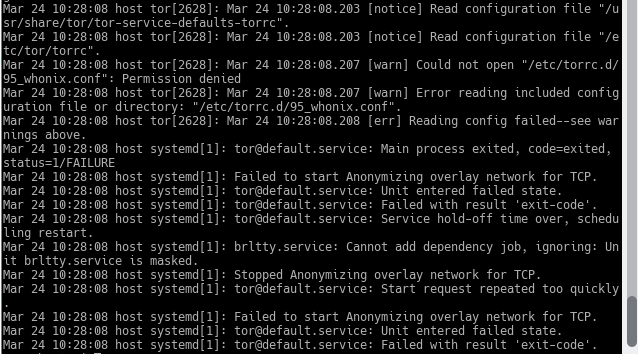 Mar 24 10:28:08 host tor[2628]: Mar 24 10:28:08.203 [notice] Read configuration file "/u
sr/share/tor/tor-service-defaults-torrc".
Mar 24 10:28:08 host tor[2628]: Mar 24 10:28:08.203 [notice] Read configuration file "/e
tc/tor/torrc".
Mar 24 10:28:08 host tor[2628]: Mar 24 10:28:08.207 [warn] Could not open "/etc/torrc.d/
95_whonix.conf": Permission denied
Mar 24 10:28:08 host tor[2628]: Mar 24 10:28:08.207 [warn] Error reading included config
uration file or directory: "/etc/torrc.d/95_whonix.conf".
Mar 24 10:28:08 host tor[2628]: Mar 24 10:28:08.208 [err] Reading config failed--see war
nings above.
Mar 24 10:28:08 host systemd[1]: tor@default.service: Main process exited, code=exited,
status=1/FAILURE
Mar 24 10:28:08 host systemd[1]: Failed to start Anonymizing overlay network for TCP.
Mar 24 10:28:08 host systemd[1]: tor@default.service: Unit entered failed state.
Mar 24 10:28:08 host systemd[1]: tor@default.service: Failed with result 'exit-code'.
Mar 24 10:28:08 host systemd[1]: tor@default.service: Service hold-off time over, schedu
ling restart.
Mar 24 10:28:08 host systemd[1]: brltty.service: Cannot add dependency job, ignoring: Un
it brltty.service is masked.
Mar 24 10:28:08 host systemd[1]: Stopped Anonymizing overlay network for TCP.
Mar 24 10:28:08 host systemd[1]: tor@default.service: Start request repeated too quickly
.
Mar 24 10:28:08 host systemd[1]: Failed to start Anonymizing overlay network for TCP.
Mar 24 10:28:08 host systemd[1]: tor@default.service: Unit entered failed state.
Mar 24 10:28:08 host systemd[1]: tor@default.service: Failed with result 'exit-code'.